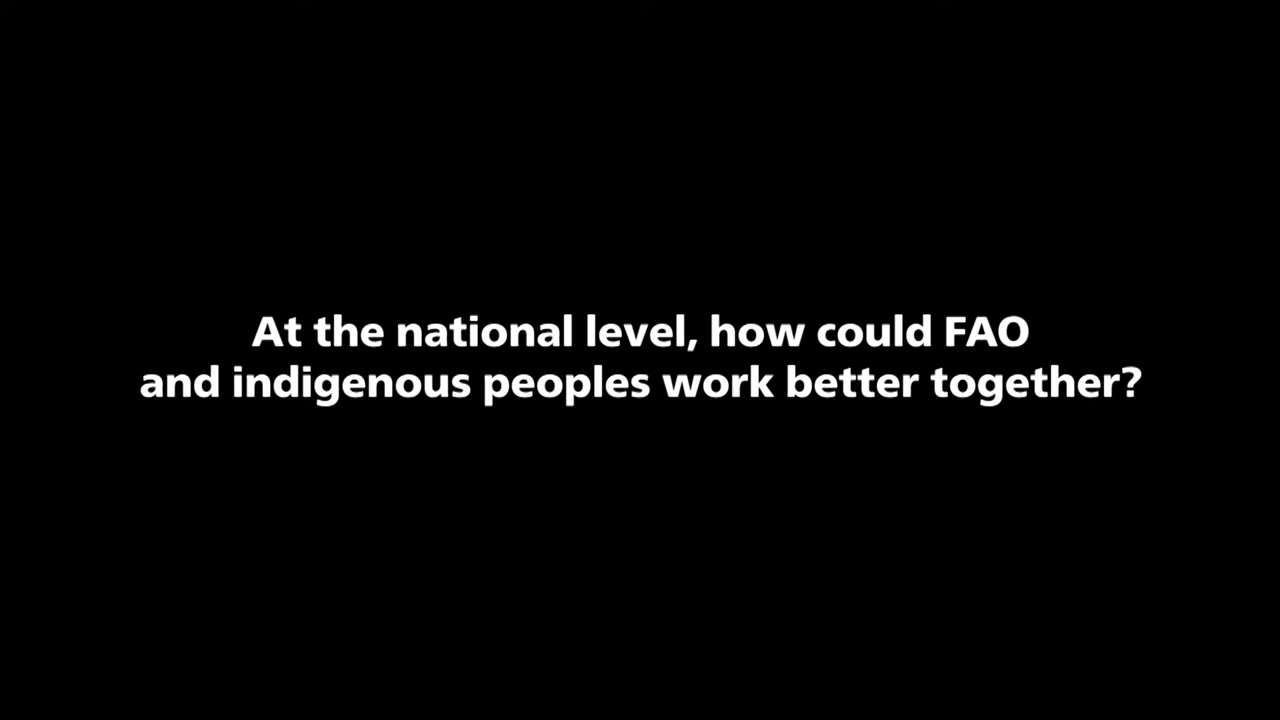 At the national level, how could FAO
and indigenous peoples work better together?